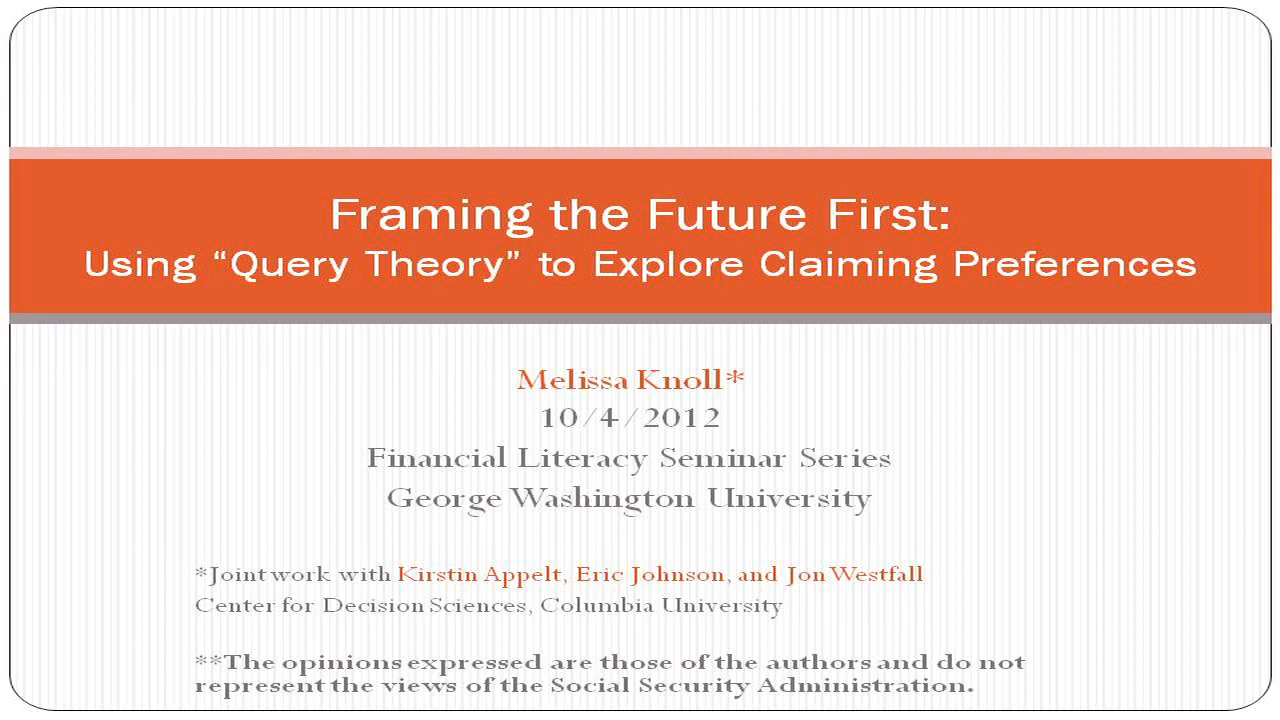 Framing the Future First:
Using “Query Theory” to Explore Claiming Preferences
Melissa Knoll*
10/4/2012
Financial Literacy Seminar Series
George Washington University
*Joint work with Kirstin Appelt, Eric Johnson, and Jon Westfall
Center for Decision Sciences, Columbia University
**The opinions expressed are those of the authors and do not
represent the views of the Social Security Administration.